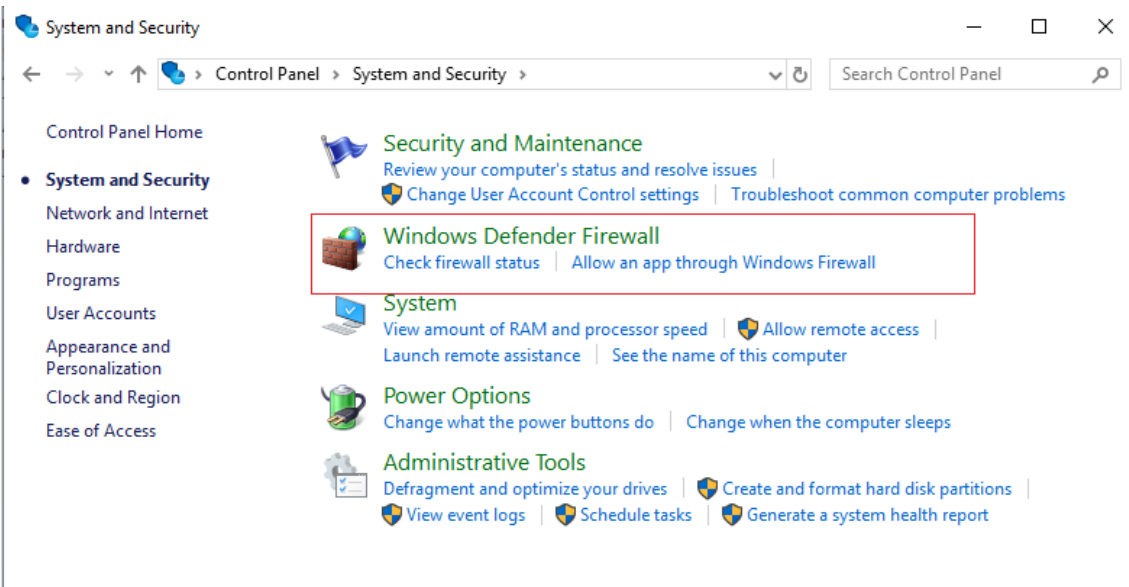 System and Security
Control Panel > System and Security >
Search Control Panel
Control Panel Home
System and Security
Network and Internet
Hardware
Programs
User Accounts
Appearance and
Personalization
Clock and Region
Ease of Access
Security and Maintenance
Review your computer's status and resolve issues
Change User Account Control settings
Troubleshoot common computer problems
Windows Defender Firewall
Check firewall status
Allow an app through Windows Firewall
System
View amount of RAM and processor speed
Allow remote access
Launch remote assistance
See the name of this computer
Power Options
Change what the power buttons do
Change when the computer sleeps
Administrative Tools
Defragment and optimize your drives
Create and format hard disk partitions
View event logs
Schedule tasks
Generate a system health report